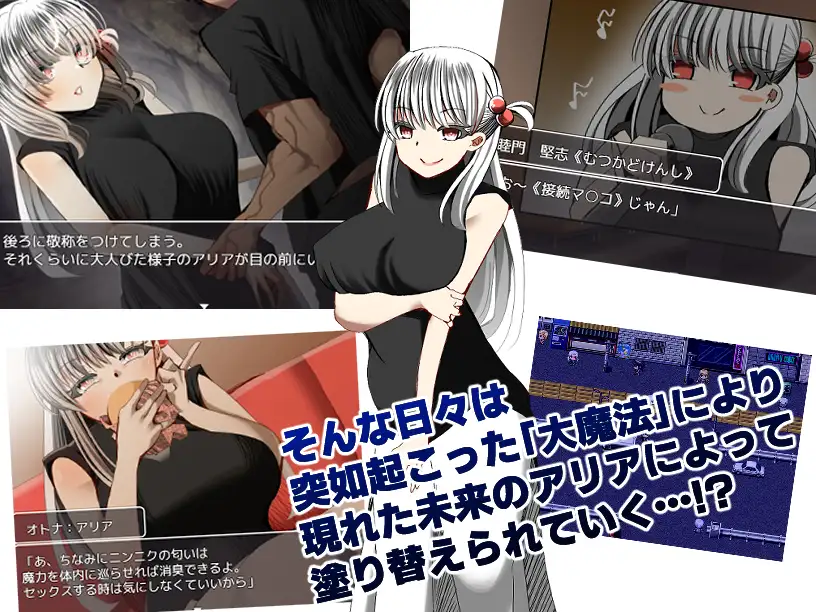 後ろに敬称をつけてしまう。
それくらいに大人びた様子のアリアが目の前にい
睦門　堅志《むつかどけんし》
お～《接続マ○コ》じゃん」
オトナ：アリア
「あ、ちなみにニンニクの匂いは
魔力を体内に巡らせれば消臭できるよ。
セックスする時は気にしなくていいから」
そんな日々は
突如起こった「大魔法」により
現れた未来のアリアによって
塗り替えられていく…!?